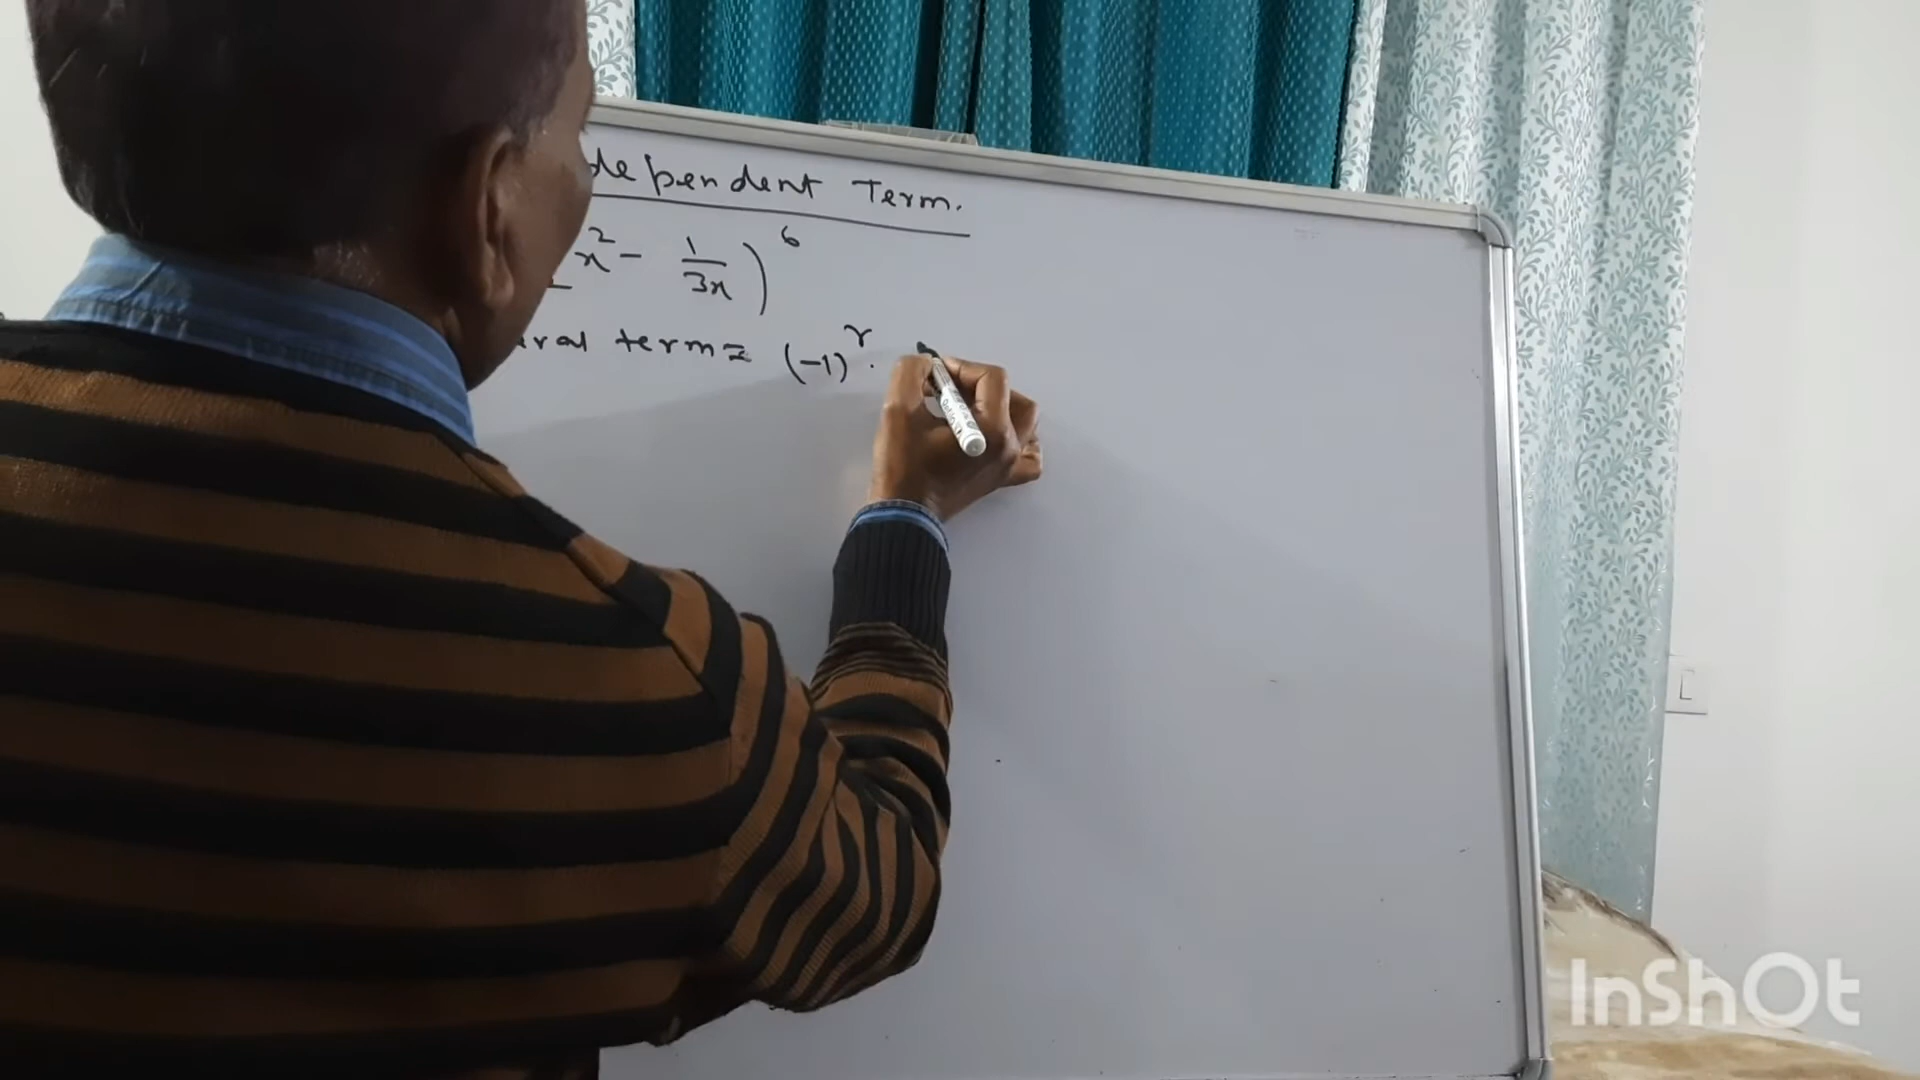 dependent Term.
x² - 1/3x)⁶
ral term = (-1)^r.
InShOt